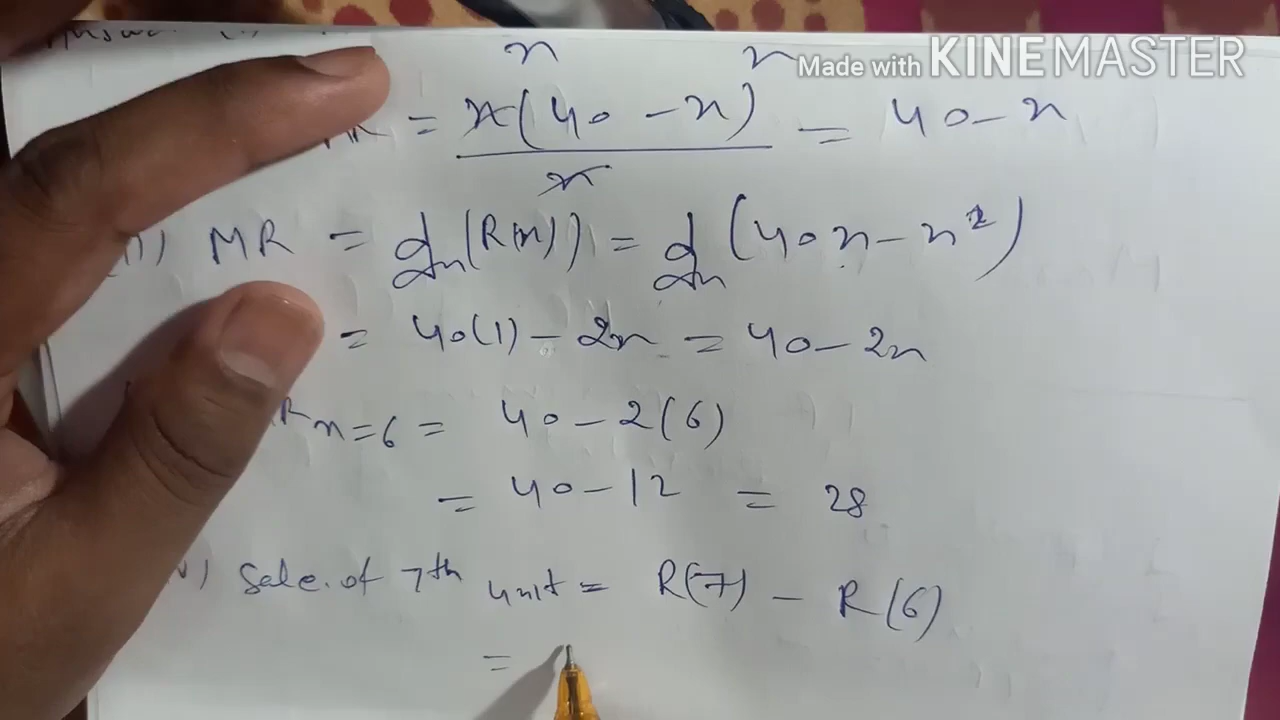 Made with KINEMASTER
x x
= x(40 - x) / x = 40 - x
MR = d/dx (R(x)) = d/dx (40x - x²)
= 40(1) - 2x = 40 - 2x
x=6 = 40 - 2(6)
= 40 - 12 = 28
Sale of 7th unit = R(7) - R(6)
=